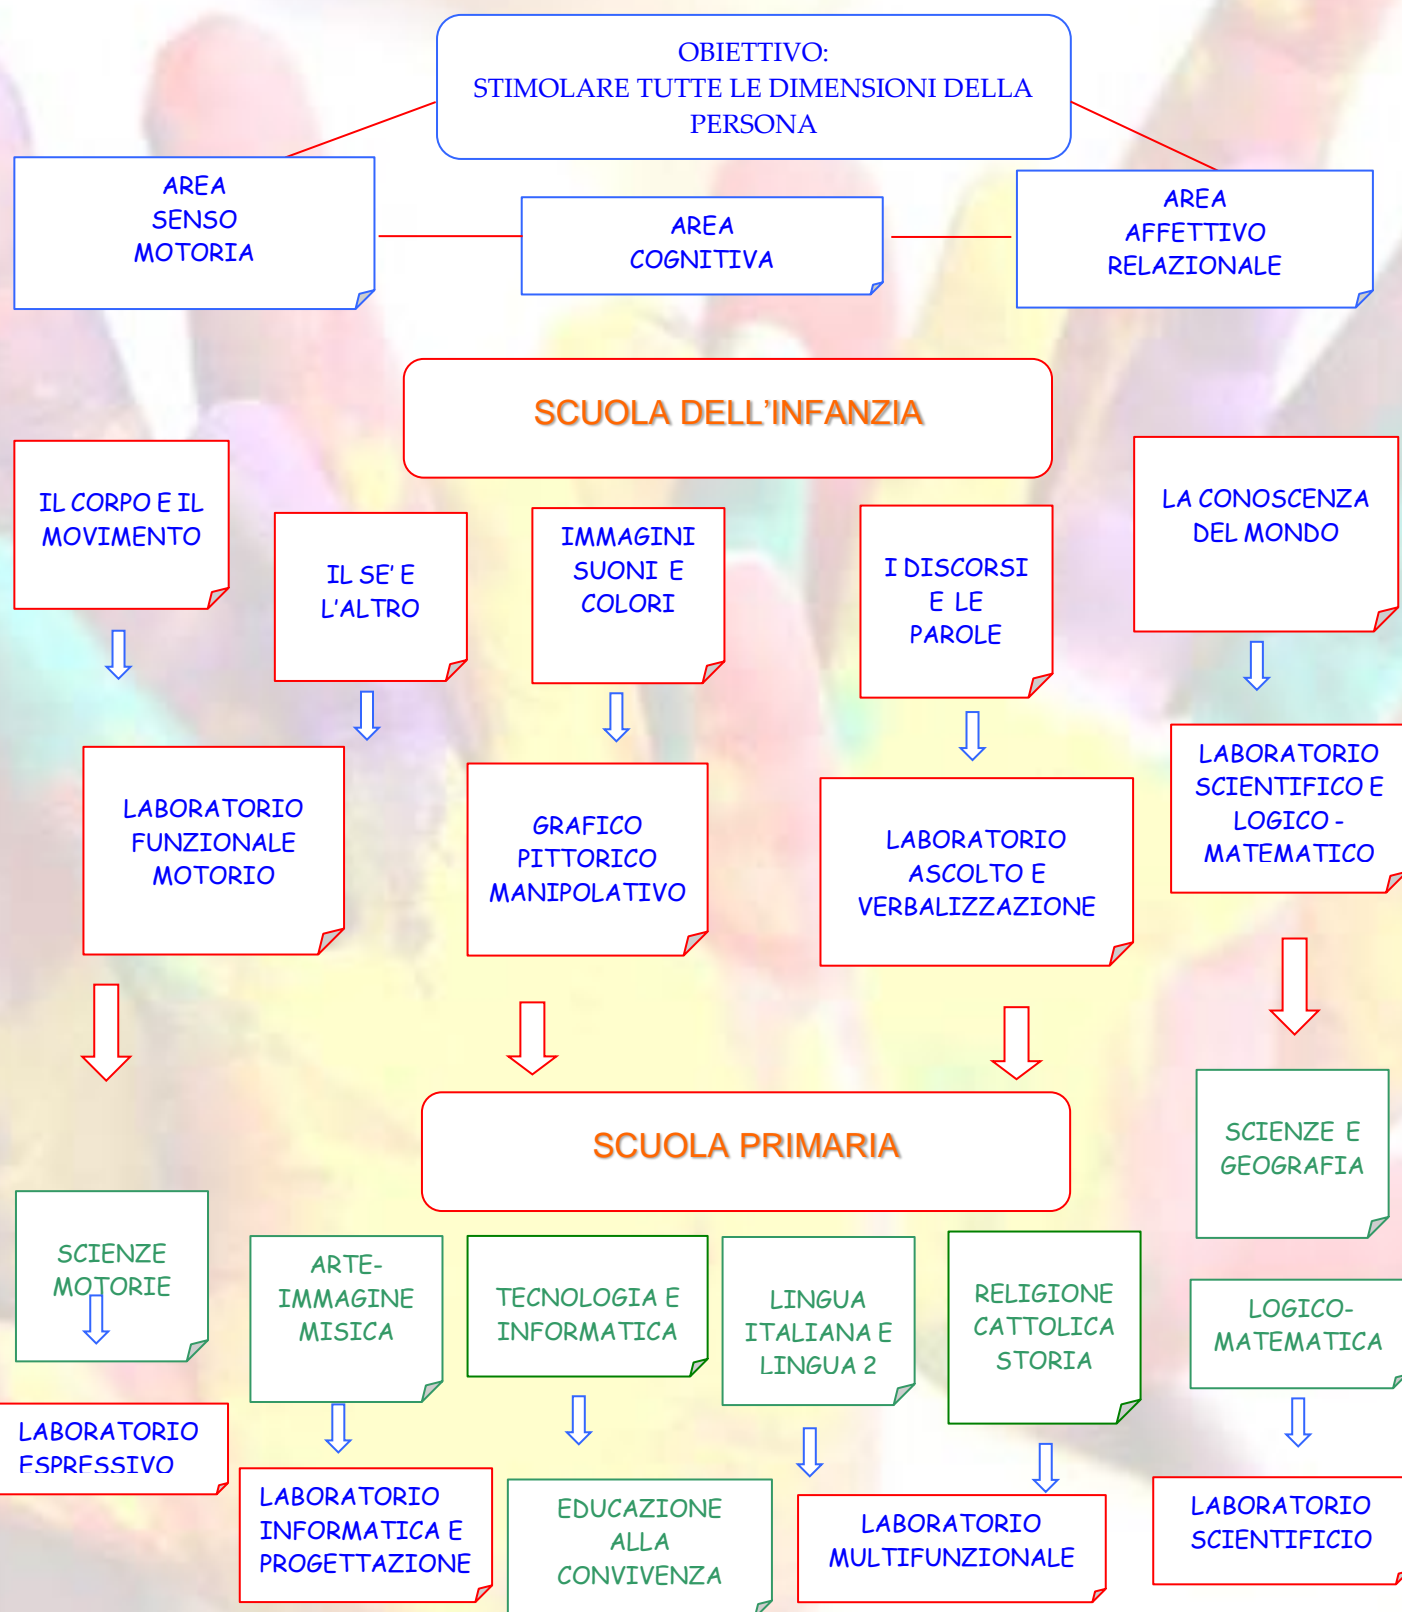 OBIETTIVO:
STIMOLARE TUTTE LE DIMENSIONI DELLA
PERSONA
AREA
SENSO
MOTORIA
AREA
COGNITIVA
AREA
AFFETTIVO
RELAZIONALE
SCUOLA DELL'INFANZIA
IL CORPO E IL
MOVIMENTO
IL SE' E
L'ALTRO
IMMAGINI
SUONI E
COLORI
I DISCORSI
E LE
PAROLE
LA CONOSCENZA
DEL MONDO
LABORATORIO
FUNZIONALE
MOTORIO
GRAFICO
PITTORICO
MANIPOLATIVO
LABORATORIO
ASCOLTO E
VERBALIZZAZIONE
LABORATORIO
SCIENTIFICO E
LOGICO -
MATEMATICO
SCUOLA PRIMARIA
SCIENZE
MOTORIE
ARTE-
IMMAGINE
MISICA
TECNOLOGIA E
INFORMATICA
LINGUA
ITALIANA E
LINGUA 2
RELIGIONE
CATTOLICA
STORIA
SCIENZE E
GEOGRAFIA
LOGICO-
MATEMATICA
LABORATORIO
ESPRESSIVO
LABORATORIO
INFORMATICA E
PROGETTAZIONE
EDUCAZIONE
ALLA
CONVIVENZA
LABORATORIO
MULTIFUNZIONALE
LABORATORIO
SCIENTIFICIO